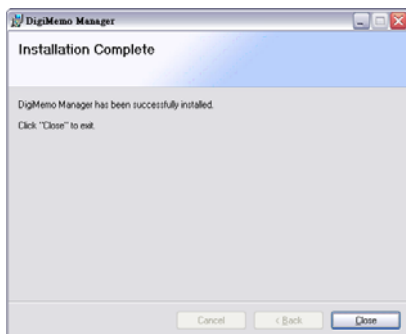 DigiMemo Manager
Installation Complete
DigiMemo Manager has been successfully installed.
Click "Close" to exit.
Cancel
< Back
Close